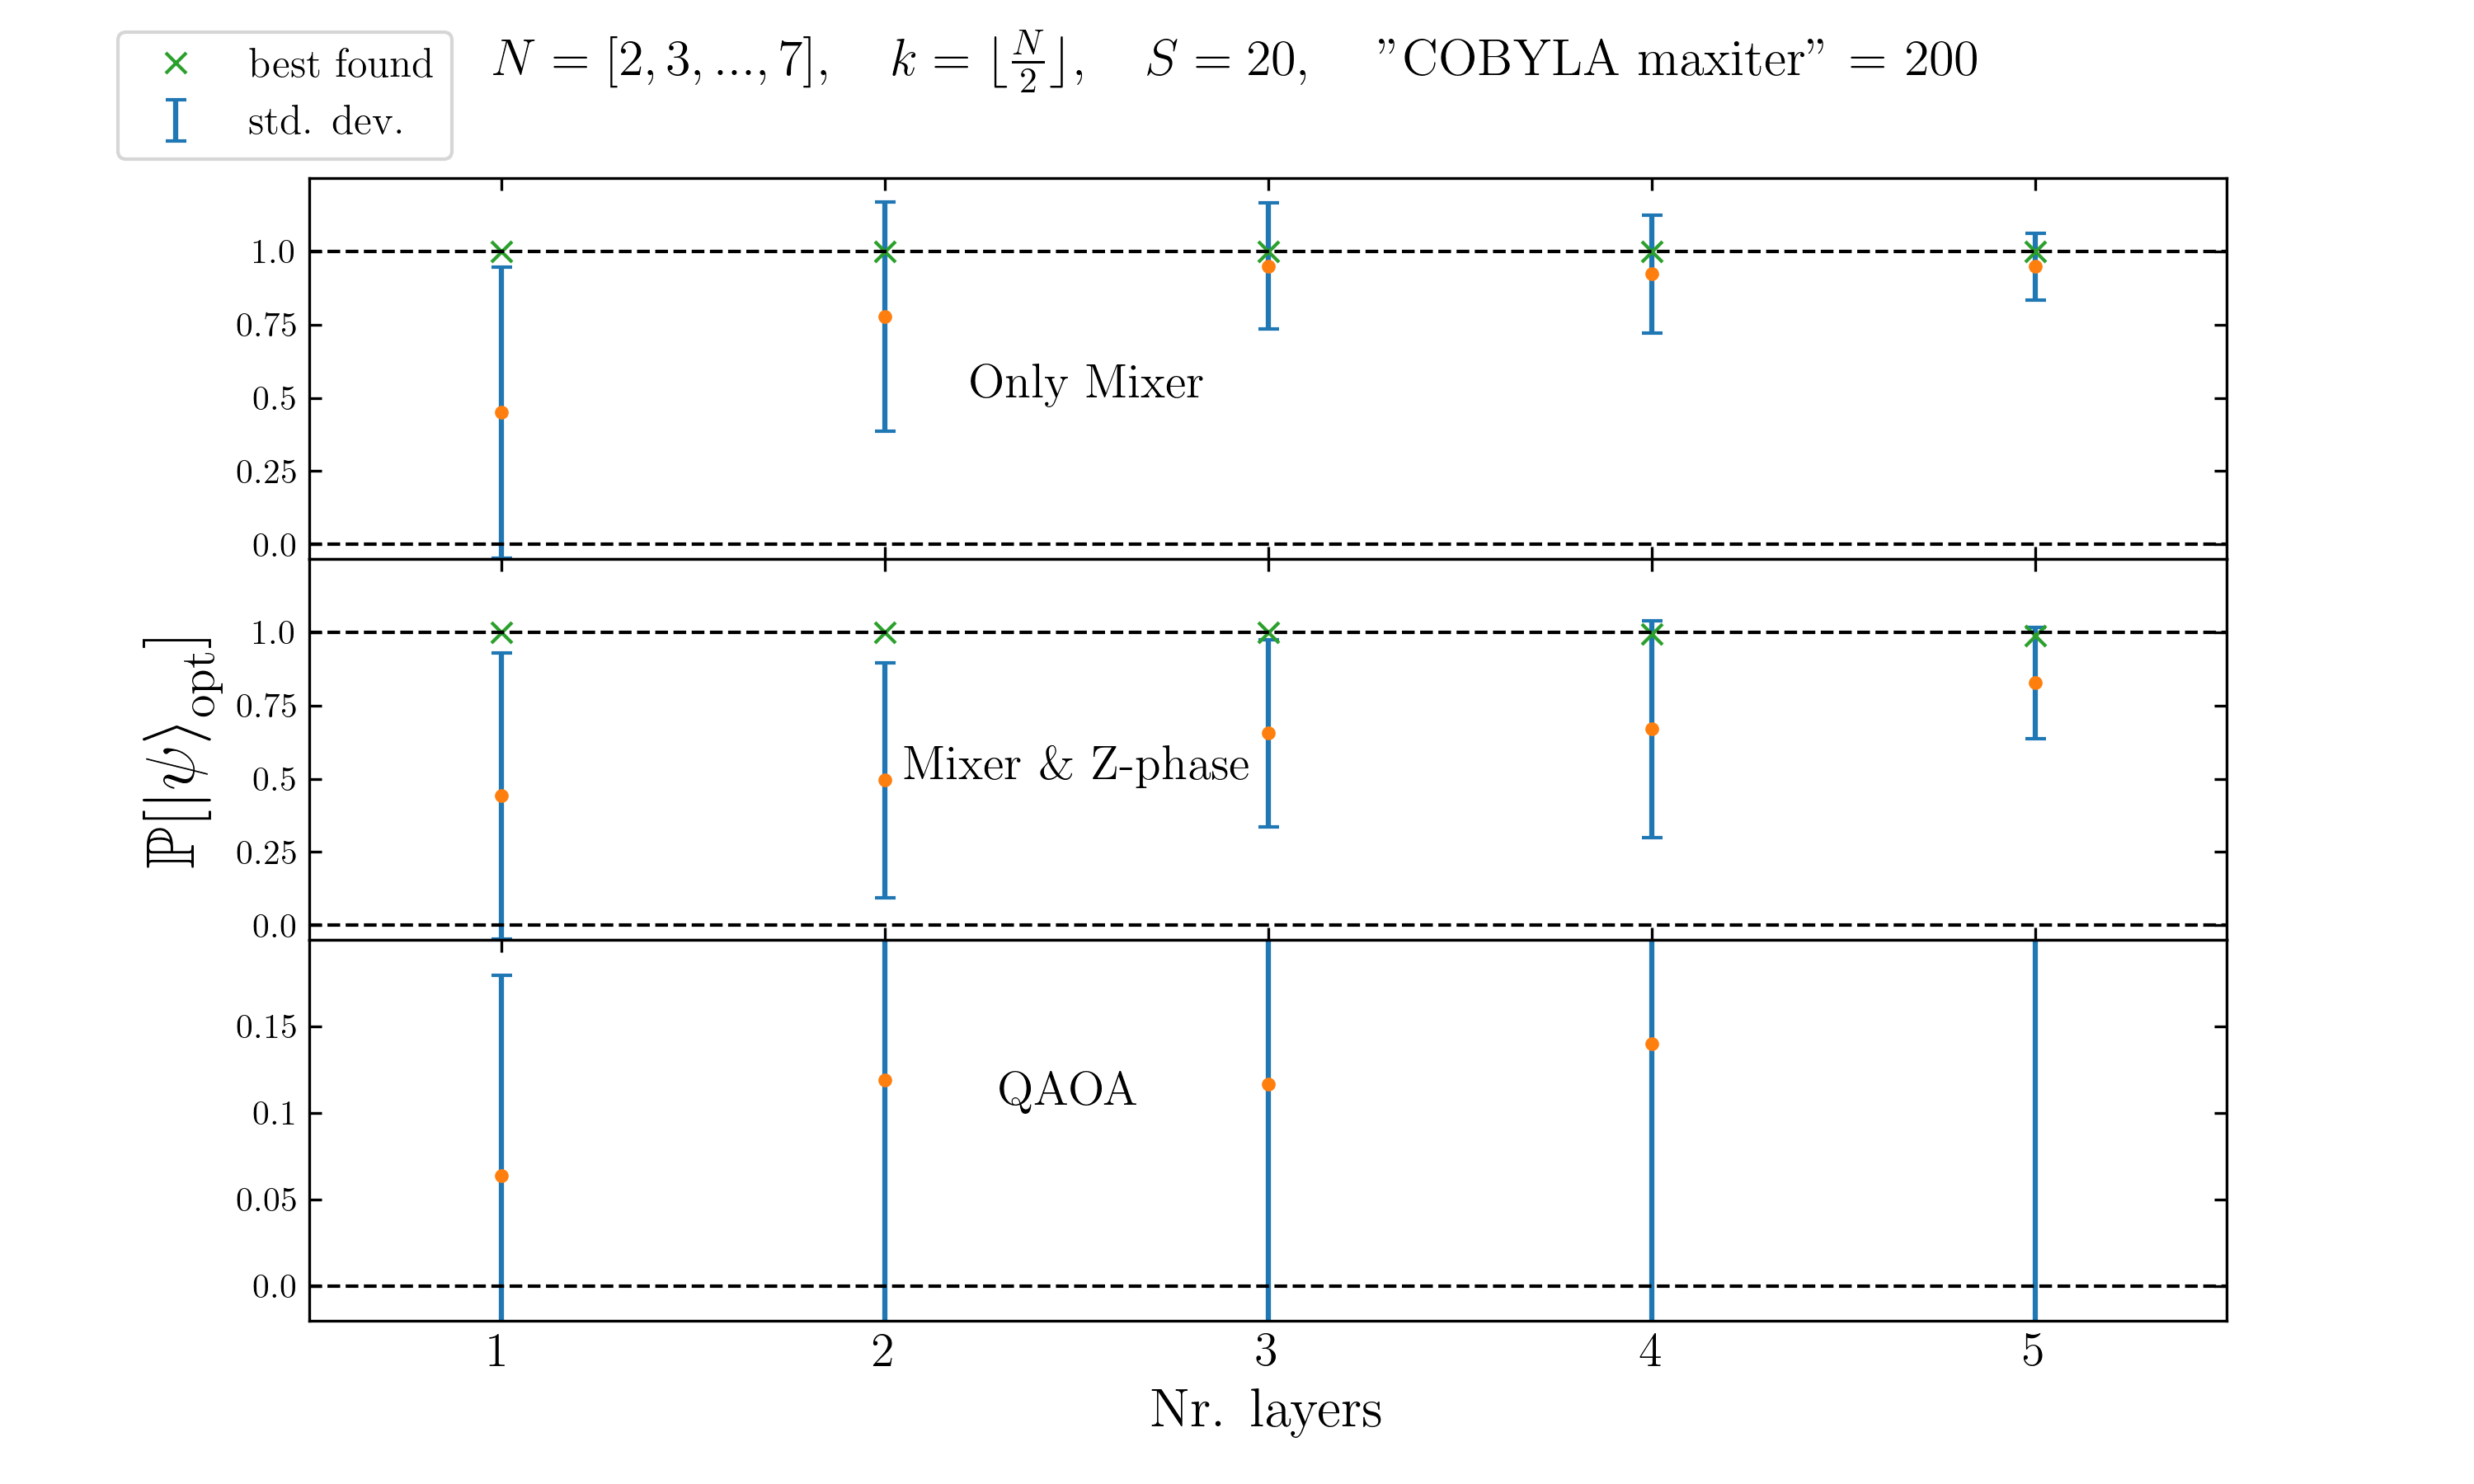 best found
std. dev.
N = [2, 3, ..., 7], k = ⌊N/2⌋, S = 20, ”COBYLA maxiter” = 200
1.0
0.75
0.5
0.25
0.0
Only Mixer
1.0
0.75
0.5
0.25
0.0
Mixer & Z-phase
ℙ[|ψ⟩opt]
0.15
0.1
0.05
0.0
QAOA
1 2 3 4 5
Nr. layers